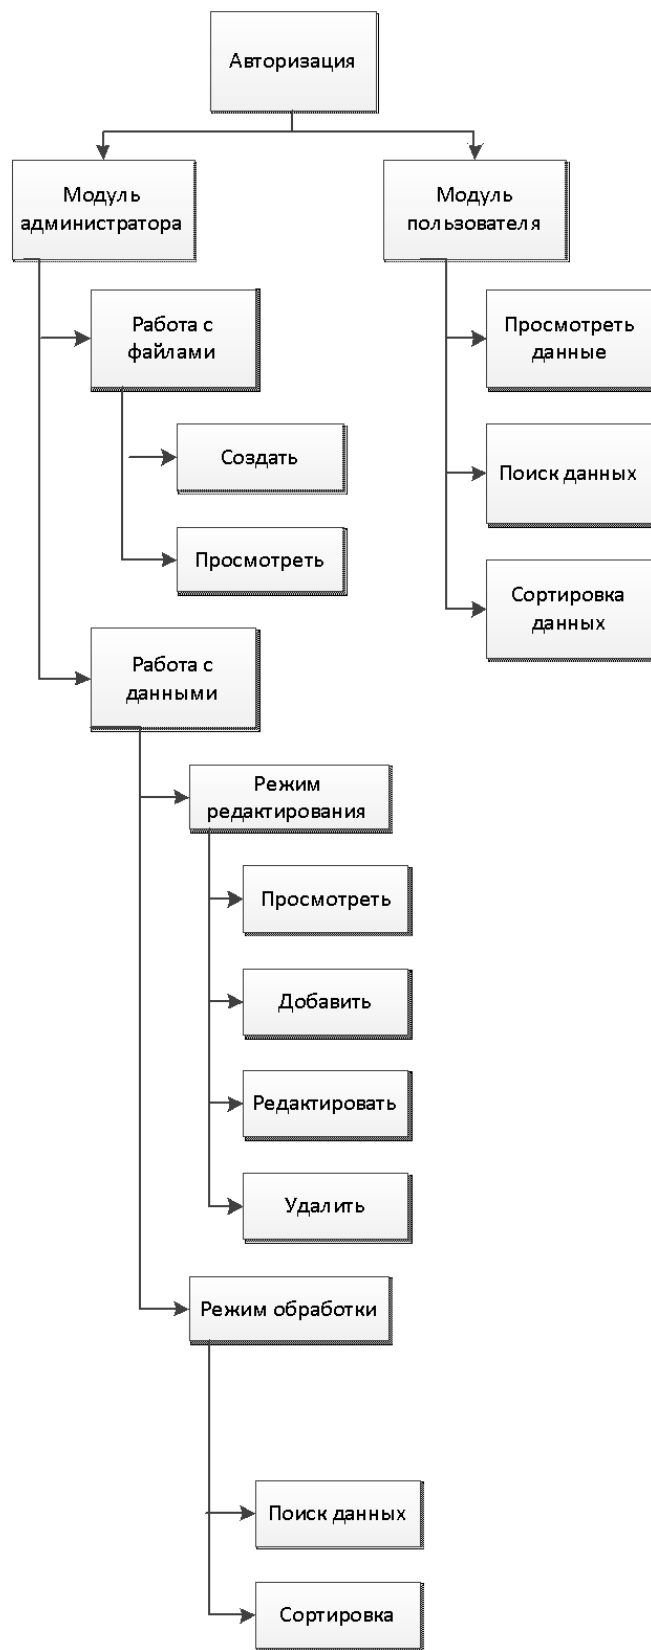 Авторизация
Модуль
администратора
Модуль
пользователя
Работа с
файлами
Просмотреть
данные
Создать
Поиск данных
Просмотреть
Сортировка
данных
Работа с
данными
Режим
редактирования
Просмотреть
Добавить
Редактировать
Удалить
Режим обработки
Поиск данных
Сортировка